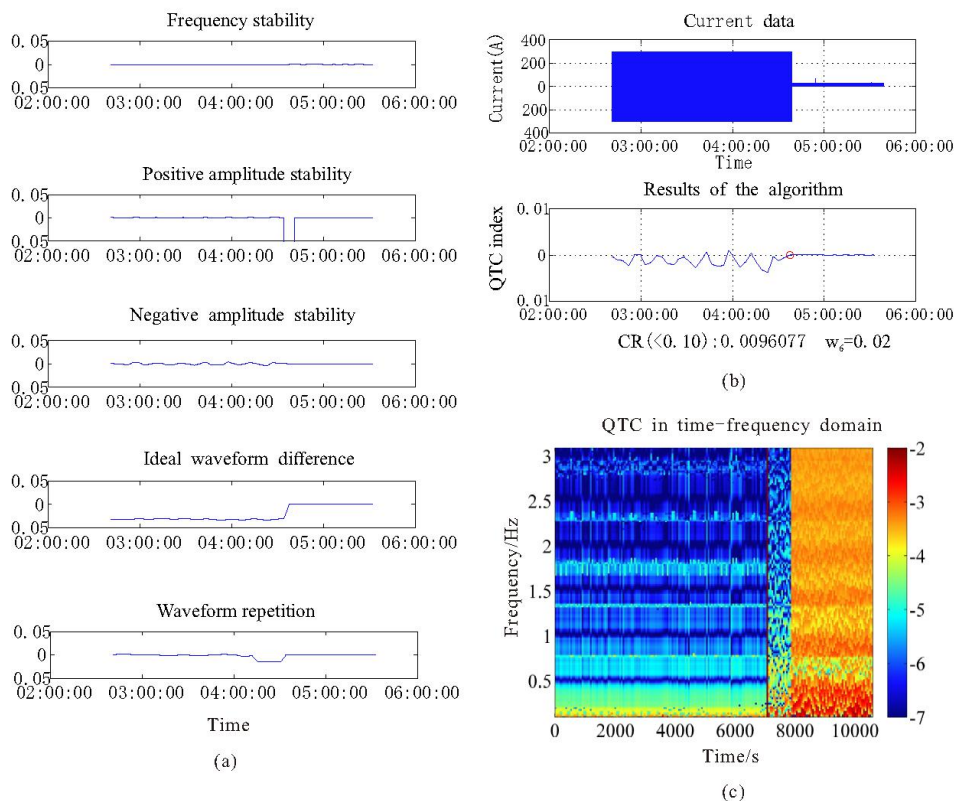 Frequency stability
0.05
0
0.05
02:00:00 03:00:00 04:00:00 05:00:00 06:00:00
Positive amplitude stability
0.05
0
0.05
02:00:00 03:00:00 04:00:00 05:00:00 06:00:00
Negative amplitude stability
0.05
0
0.05
02:00:00 03:00:00 04:00:00 05:00:00 06:00:00
Ideal waveform difference
0.05
0
0.05
02:00:00 03:00:00 04:00:00 05:00:00 06:00:00
Waveform repetition
0.05
0
0.05
02:00:00 03:00:00 04:00:00 05:00:00 06:00:00
Time
(a)
Current data
Current(A)
400
200
0
200
400
02:00:00 03:00:00 04:00:00 05:00:00 06:00:00
Time
Results of the algorithm
QTC index
0.01
0
0.01
02:00:00 03:00:00 04:00:00 05:00:00 06:00:00
CR(<0.10):0.0096077 w₆=0.02
(b)
QTC in time-frequency domain
Frequency/Hz
3
2.5
2
1.5
1
0.5
0 2000 4000 6000 8000 10000
Time/s
-2
-3
-4
-5
-6
-7
(c)